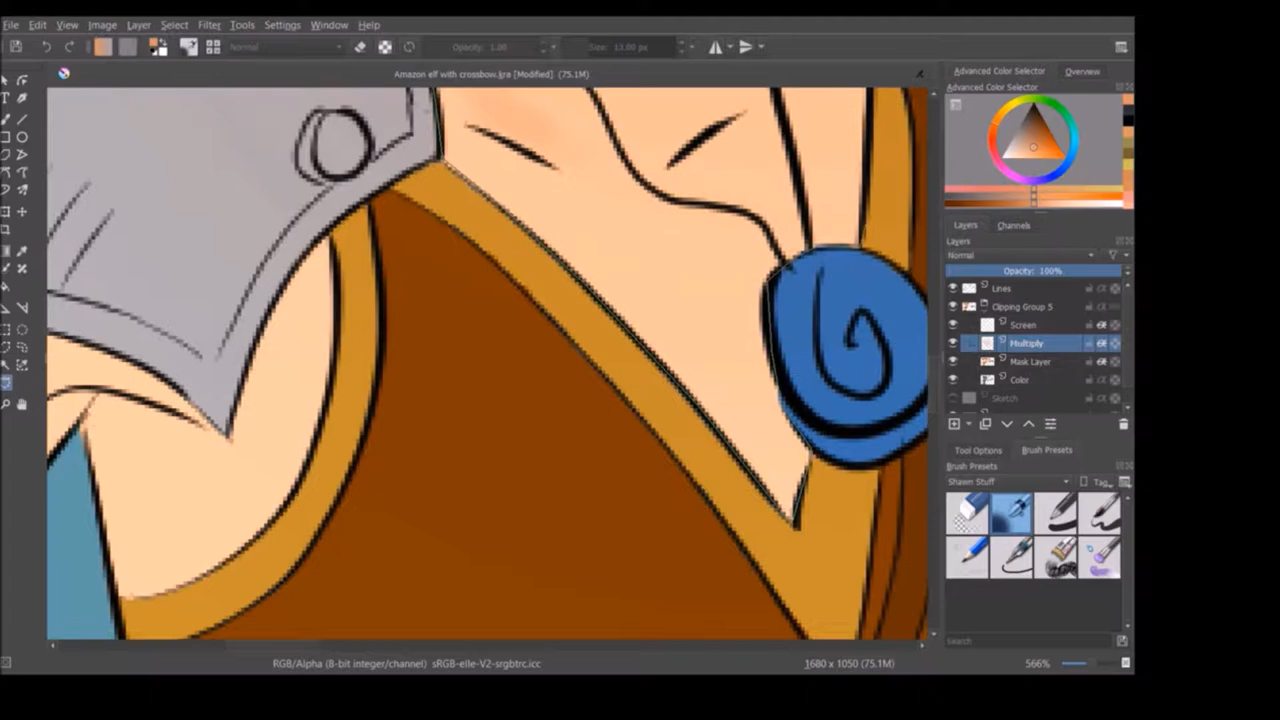 File Edit View Image Layer Select Filter Tools Settings Window Help
normal Opacity: 1.00 Size: 13.00 px
Amazon elf with crossbow.kra [Modified] (75.1M)
Advanced Color Selector Overview
Advanced Color Selector
Layers Channels
Layers
Normal
Opacity: 100%
Lines
Clipping Group 5
Screen
Multiply
Mask Layer
Color
Sketch
Tool Options Brush Presets
Brush Presets
Shawn Stuff Tag
Search
RGB/Alpha (8-bit integer/channel) sRGB-elle-V2-srgbtrc.icc 1680 x 1050 (75.1M) 566%